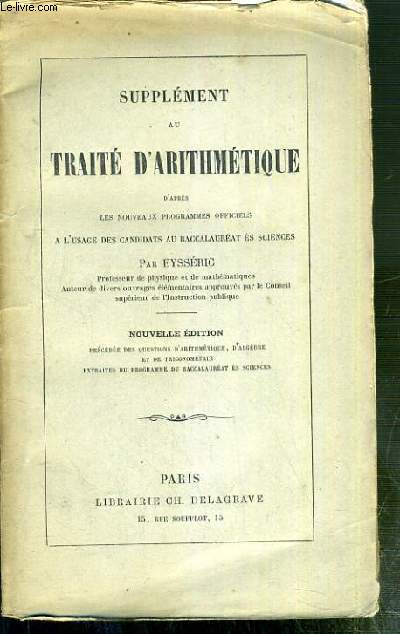 Le-livre.com
SUPPLÉMENT
AU
TRAITÉ D'ARITHMÉTIQUE
D'APRÈS
LES NOUVEAUX PROGRAMMES OFFICIELS
A L'USAGE DES CANDIDATS AU BACCALAURÉAT ÈS SCIENCES
PAR EYSSÉRIC
Professeur de physique et de mathématiques
Auteur de divers ouvrages élémentaires approuvés par le Conseil
supérieur de l'Instruction publique
NOUVELLE ÉDITION
PRÉCÉDÉE DES QUESTIONS D'ARITHMÉTIQUE, D'ALGÈBRE
ET DE TRIGONOMÉTRIE
EXTRAITES DU PROGRAMME DU BACCALAURÉAT ÈS SCIENCES
PARIS
LIBRAIRIE CH. DELAGRAVE
15, RUE SOUFFLOT, 15